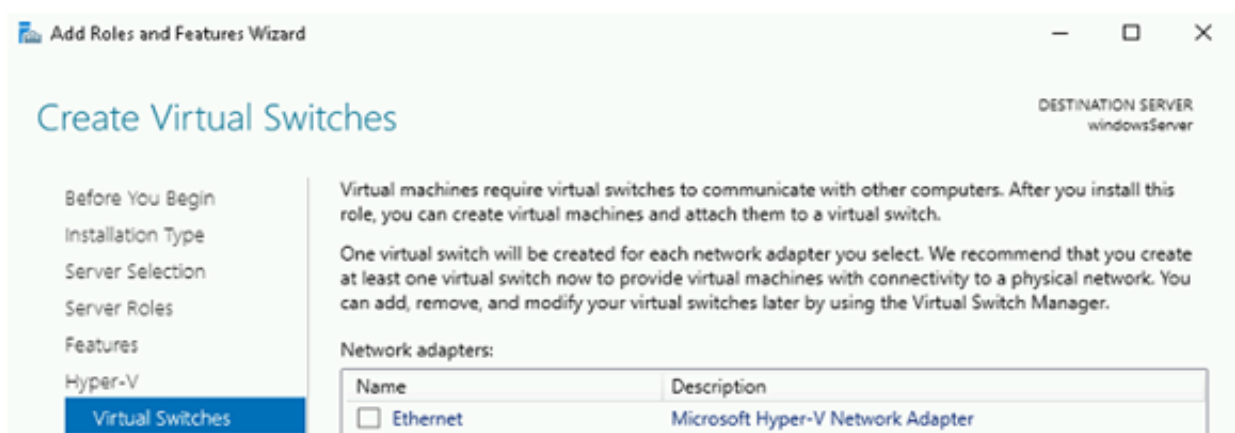 Add Roles and Features Wizard
Create Virtual Switches
DESTINATION SERVER
windowsServer
Before You Begin
Installation Type
Server Selection
Server Roles
Features
Hyper-V
Virtual Switches
Virtual machines require virtual switches to communicate with other computers. After you install this
role, you can create virtual machines and attach them to a virtual switch.
One virtual switch will be created for each network adapter you select. We recommend that you create
at least one virtual switch now to provide virtual machines with connectivity to a physical network. You
can add, remove, and modify your virtual switches later by using the Virtual Switch Manager.
Network adapters:
Name Description
Ethernet Microsoft Hyper-V Network Adapter